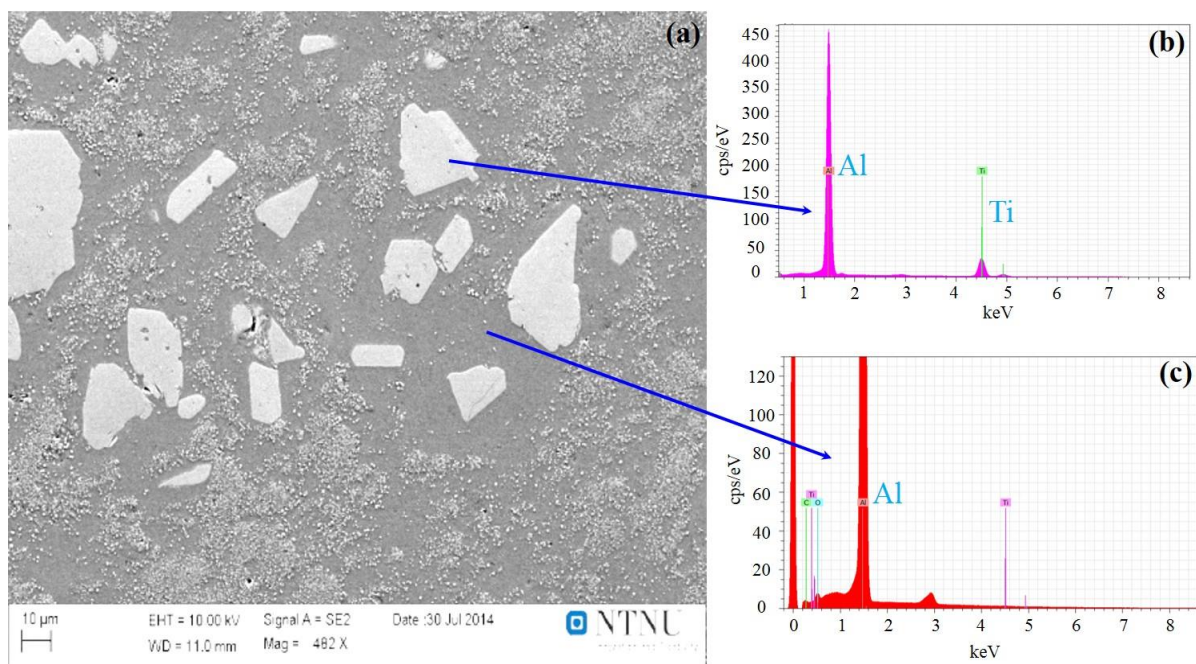 (a)
10 µm
EHT = 10.00 kV
Signal A = SE2
Date :30 Jul 2014
WD = 11.0 mm
Mag = 482 X
NTNU
(b)
cps/eV
450
400
350
300
200
150
100
50
0
Al
Al
Ti
Ti
1 2 3 4 5 6 7 8
keV
(c)
cps/eV
120
100
80
60
40
20
0
C
Ti
O
Al
Al
Ti
0 1 2 3 4 5 6 7 8
keV